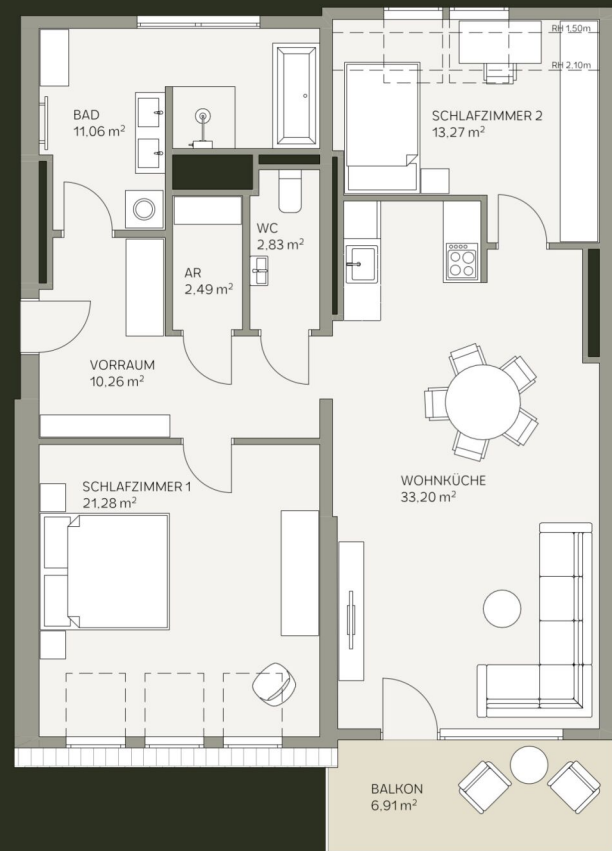 RH 1.50m
RH 2.10m
BAD
11.06 m²
SCHLAFZIMMER 2
13,27 m²
WC
2,83 m²
AR
2,49 m²
VORRAUM
10,26 m²
SCHLAFZIMMER 1
21,28 m²
WOHNKÜCHE
33,20 m²
BALKON
6,91 m²